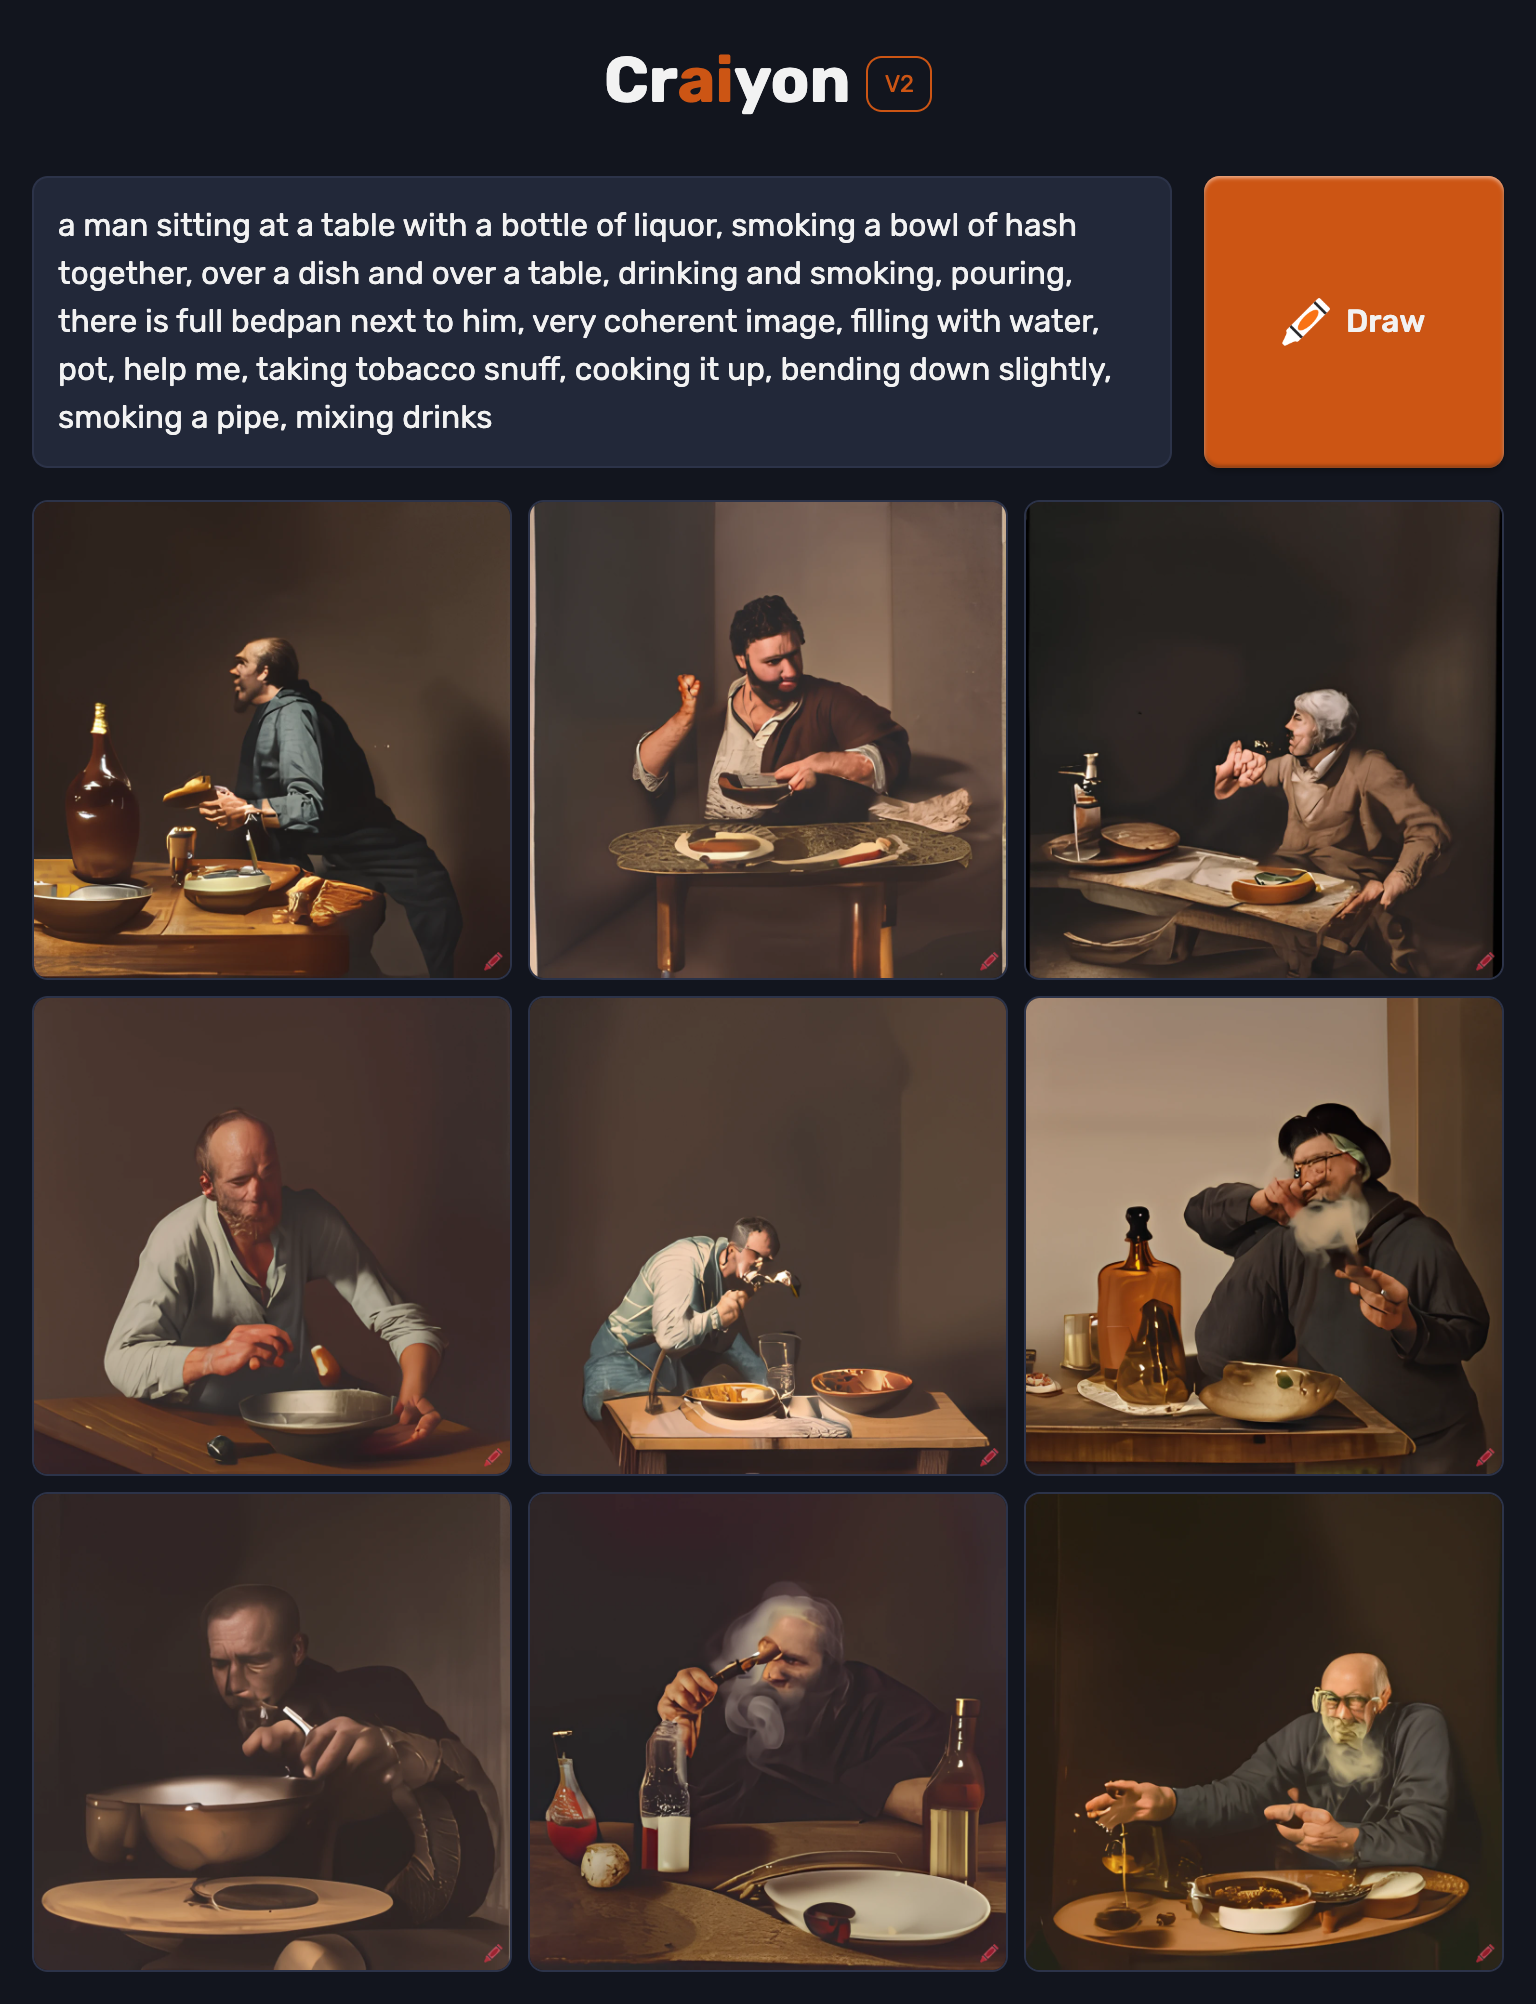 Craiyon V2
a man sitting at a table with a bottle of liquor, smoking a bowl of hash
together, over a dish and over a table, drinking and smoking, pouring,
there is full bedpan next to him, very coherent image, filling with water,
pot, help me, taking tobacco snuff, cooking it up, bending down slightly,
smoking a pipe, mixing drinks
Draw